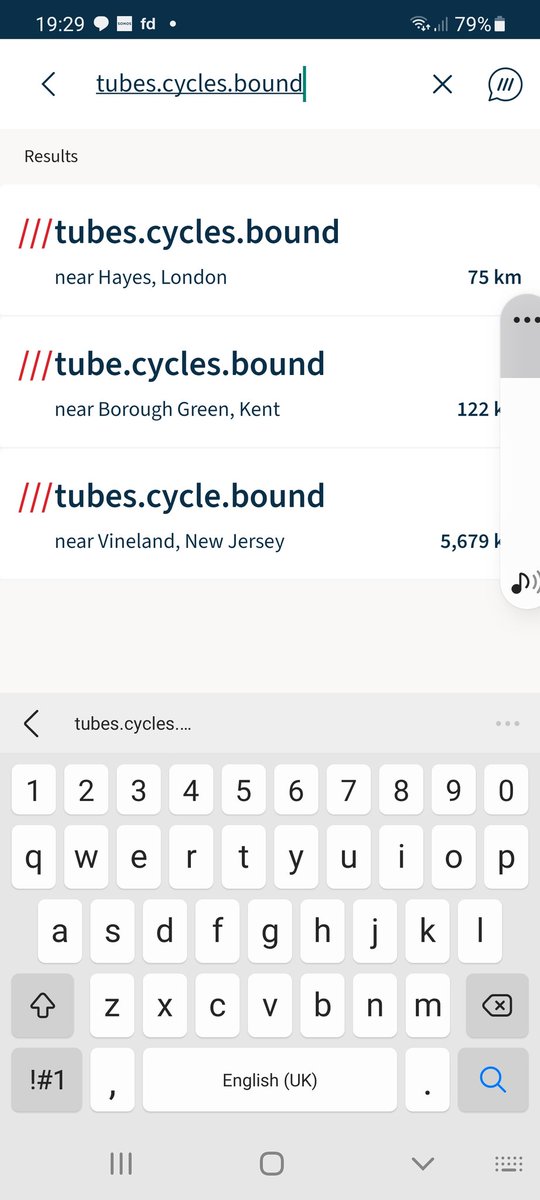 19:29 SONOS fd • 79%
tubes.cycles.bound
Results
///tubes.cycles.bound
near Hayes, London 75 km
///tube.cycles.bound
near Borough Green, Kent 122 k
///tubes.cycle.bound
near Vineland, New Jersey 5,679 k
tubes.cycles....
1 2 3 4 5 6 7 8 9 0
q w e r t y u i o p
a s d f g h j k l
z x c v b n m
!#1 , English (UK) .